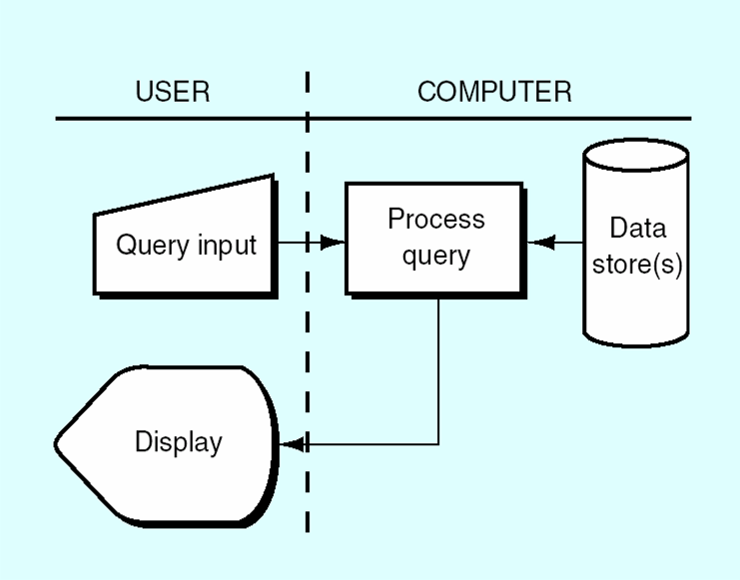 USER
COMPUTER
Query input
Process
query
Data
store(s)
Display